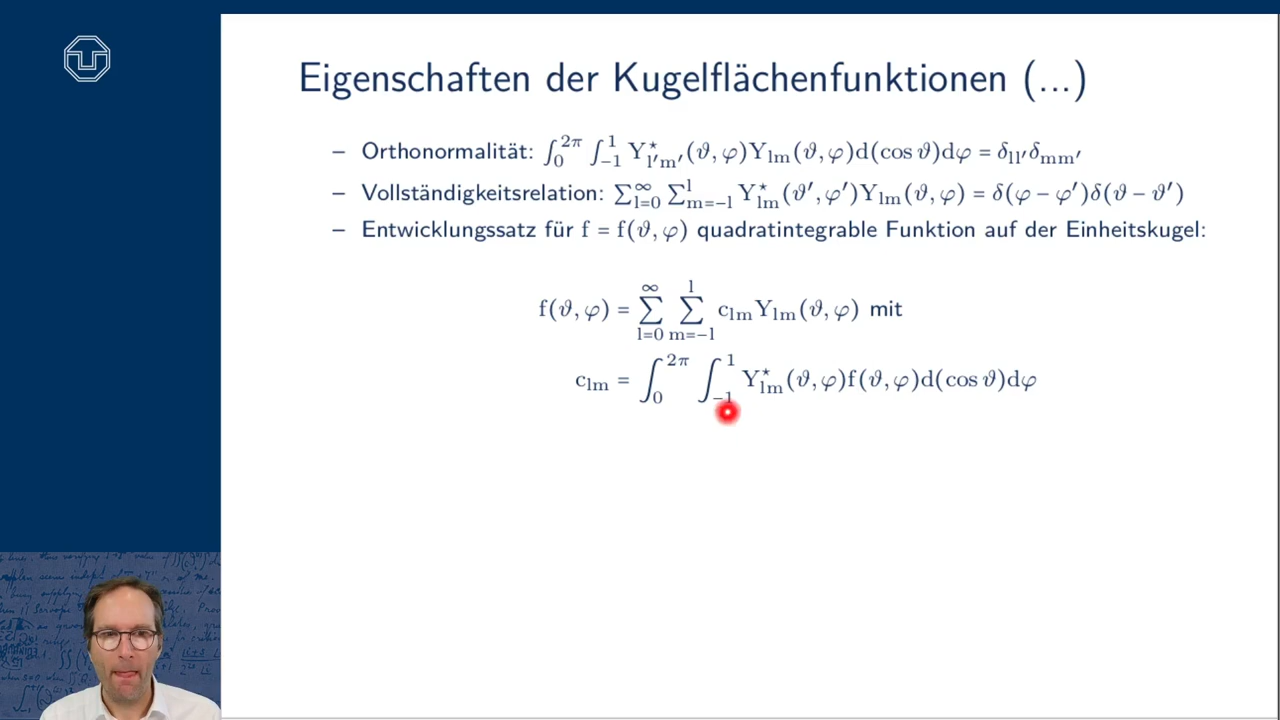 Eigenschaften der Kugelflächenfunktionen (...)
– Orthonormalität: ∫₀^{2π} ∫₋₁^{1} Y*_{l′m′}(ϑ, φ)Y_{lm}(ϑ, φ)d(cos ϑ)dφ = δ_{ll′}δ_{mm′}
– Vollständigkeitsrelation: ∑_{l=0}^{∞} ∑_{m=−l}^{l} Y*_{lm}(ϑ′, φ′)Y_{lm}(ϑ, φ) = δ(φ − φ′)δ(ϑ − ϑ′)
– Entwicklungssatz für f = f(ϑ, φ) quadratintegrable Funktion auf der Einheitskugel:
f(ϑ, φ) = ∑_{l=0}^{∞} ∑_{m=−l}^{l} c_{lm}Y_{lm}(ϑ, φ) mit
c_{lm} = ∫₀^{2π} ∫₋₁^{1} Y*_{lm}(ϑ, φ)f(ϑ, φ)d(cos ϑ)dφ